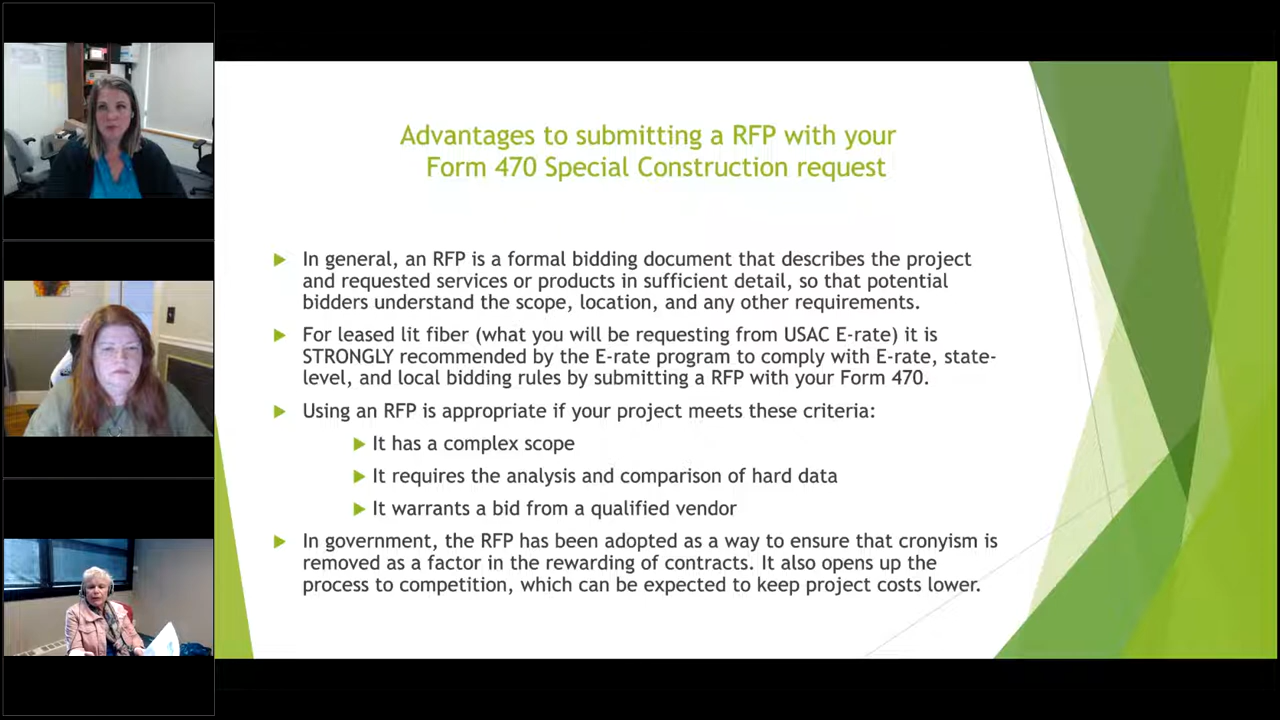 Advantages to submitting a RFP with your
Form 470 Special Construction request
In general, an RFP is a formal bidding document that describes the project
and requested services or products in sufficient detail, so that potential
bidders understand the scope, location, and any other requirements.
For leased lit fiber (what you will be requesting from USAC E-rate) it is
STRONGLY recommended by the E-rate program to comply with E-rate, state-
level, and local bidding rules by submitting a RFP with your Form 470.
Using an RFP is appropriate if your project meets these criteria:
It has a complex scope
It requires the analysis and comparison of hard data
It warrants a bid from a qualified vendor
In government, the RFP has been adopted as a way to ensure that cronyism is
removed as a factor in the rewarding of contracts. It also opens up the
process to competition, which can be expected to keep project costs lower.